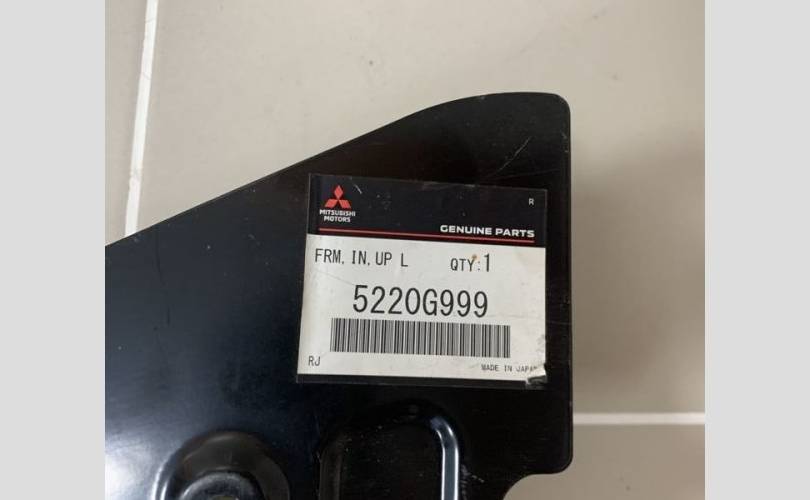 R
MITSUBISHI
MOTORS
GENUINE PARTS
FRM, IN, UP L QTY:1
5220G999
RJ
MADE IN JAPAN